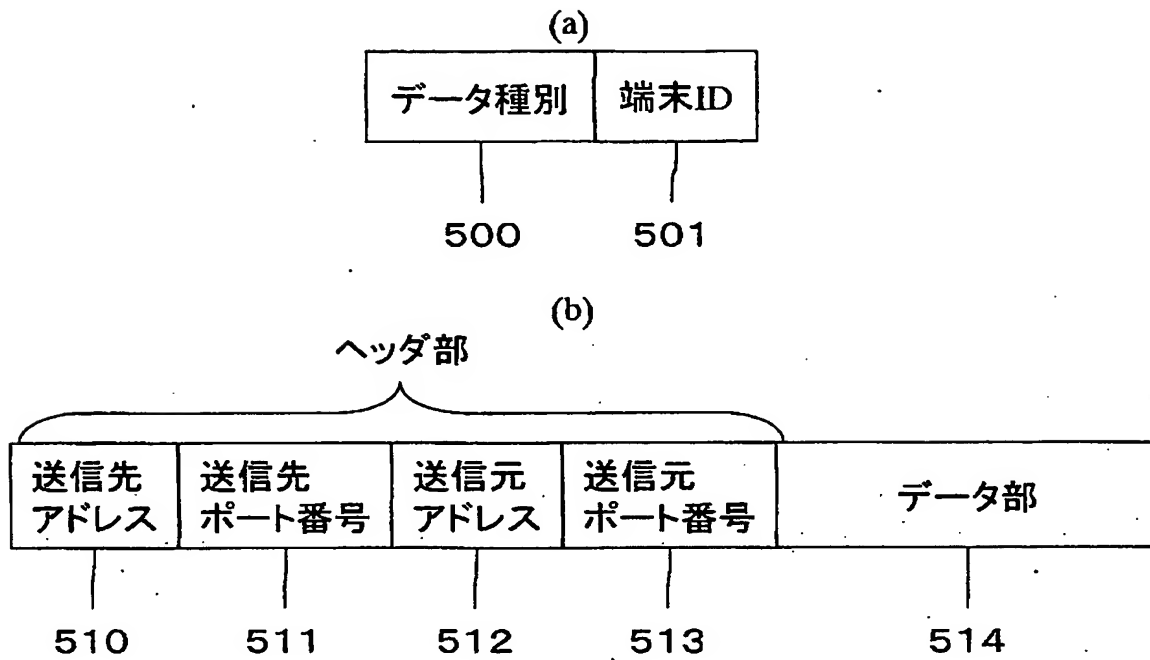 (a)
データ種別 端末ID
500 501
(b)
ヘッダ部
送信先
アドレス
送信先
ポート番号
送信元
アドレス
送信元
ポート番号
データ部
510 511 512 513 514